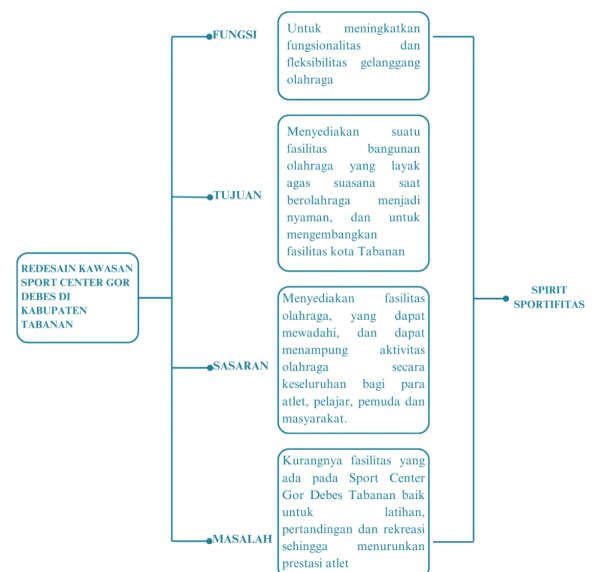 REDESAIN KAWASAN
SPORT CENTER GOR
DEBES DI
KABUPATEN
TABANAN
FUNGSI
Untuk meningkatkan
fungsionalitas dan
fleksibilitas gelanggang
olahraga
TUJUAN
Menyediakan suatu
fasilitas bangunan
olahraga yang layak
agas suasana saat
berolahraga menjadi
nyaman, dan untuk
mengembangkan
fasilitas kota Tabanan
SASARAN
Menyediakan fasilitas
olahraga, yang dapat
mewadahi, dan dapat
menampung aktivitas
olahraga secara
keseluruhan bagi para
atlet, pelajar, pemuda dan
masyarakat.
MASALAH
Kurangnya fasilitas yang
ada pada Sport Center
Gor Debes Tabanan baik
untuk latihan,
pertandingan dan rekreasi
sehingga menurunkan
prestasi atlet
SPIRIT
SPORTIFITAS